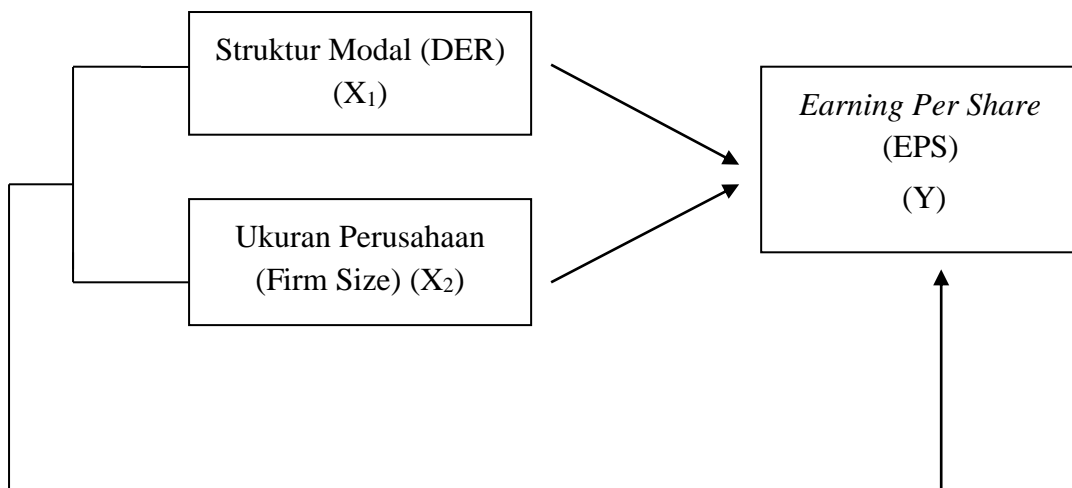 Struktur Modal (DER)
(X₁)
Ukuran Perusahaan
(Firm Size) (X₂)
Earning Per Share
(EPS)
(Y)